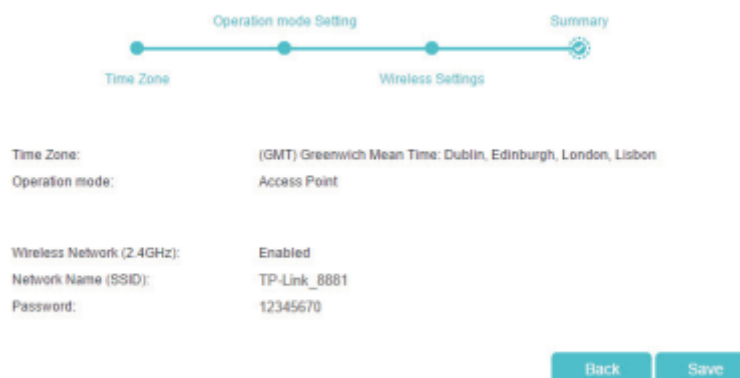 Operation mode Setting Summary
Time Zone Wireless Settings
Time Zone: (GMT) Greenwich Mean Time: Dublin, Edinburgh, London, Lisbon
Operation mode: Access Point
Wireless Network (2.4GHz): Enabled
Network Name (SSID): TP-Link_8881
Password: 12345670
Back Save